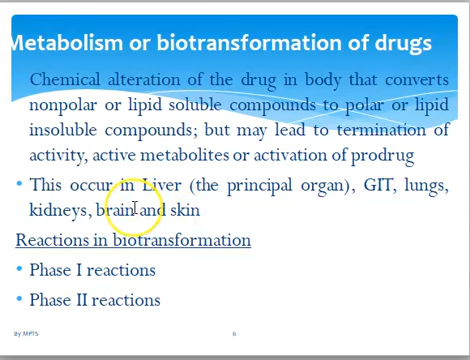 Metabolism or biotransformation of drugs
Chemical alteration of the drug in body that converts
nonpolar or lipid soluble compounds to polar or lipid
insoluble compounds; but may lead to termination of
activity, active metabolites or activation of prodrug
• This occur in Liver (the principal organ), GIT, lungs,
kidneys, brain and skin
Reactions in biotransformation
• Phase I reactions
• Phase II reactions
By MPTS
6